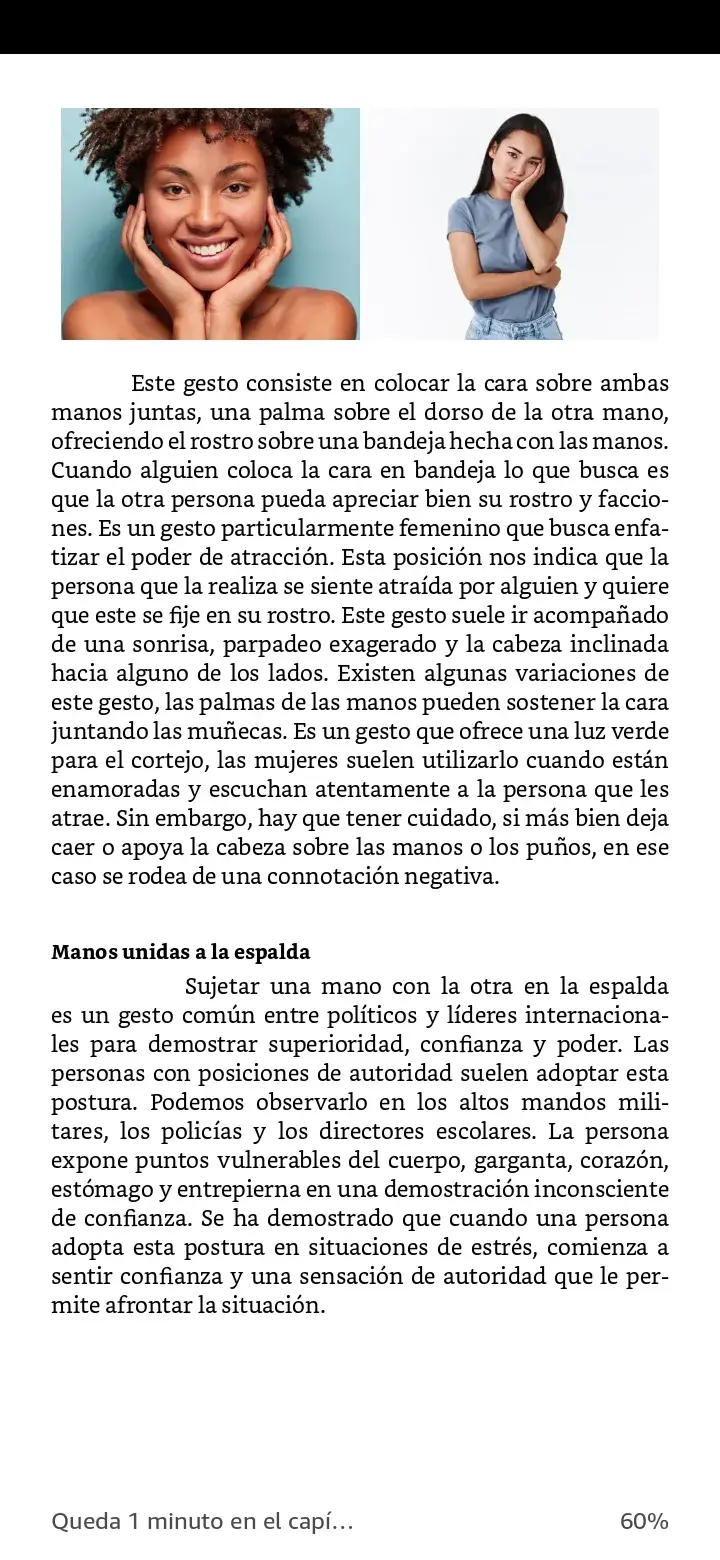 Este gesto consiste en colocar la cara sobre ambas
manos juntas, una palma sobre el dorso de la otra mano,
ofreciendo el rostro sobre una bandeja hecha con las manos.
Cuando alguien coloca la cara en bandeja lo que busca es
que la otra persona pueda apreciar bien su rostro y faccio-
nes. Es un gesto particularmente femenino que busca enfa-
tizar el poder de atracción. Esta posición nos indica que la
persona que la realiza se siente atraída por alguien y quiere
que este se fije en su rostro. Este gesto suele ir acompañado
de una sonrisa, parpadeo exagerado y la cabeza inclinada
hacia alguno de los lados. Existen algunas variaciones de
este gesto, las palmas de las manos pueden sostener la cara
juntando las muñecas. Es un gesto que ofrece una luz verde
para el cortejo, las mujeres suelen utilizarlo cuando están
enamoradas y escuchan atentamente a la persona que les
atrae. Sin embargo, hay que tener cuidado, si más bien deja
caer o apoya la cabeza sobre las manos o los puños, en ese
caso se rodea de una connotación negativa.
Manos unidas a la espalda
Sujetar una mano con la otra en la espalda
es un gesto común entre políticos y líderes internaciona-
les para demostrar superioridad, confianza y poder. Las
personas con posiciones de autoridad suelen adoptar esta
postura. Podemos observarlo en los altos mandos mili-
tares, los policías y los directores escolares. La persona
expone puntos vulnerables del cuerpo, garganta, corazón,
estómago y entrepierna en una demostración inconsciente
de confianza. Se ha demostrado que cuando una persona
adopta esta postura en situaciones de estrés, comienza a
sentir confianza y una sensación de autoridad que le per-
mite afrontar la situación.
Queda 1 minuto en el capí… 60%